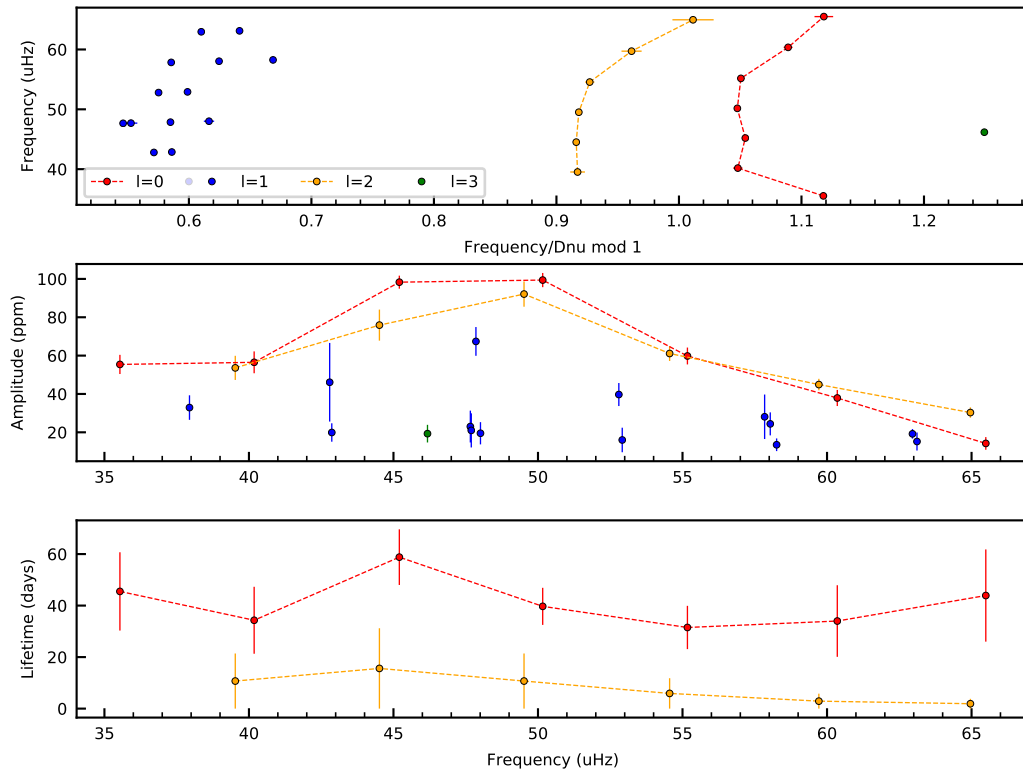 Frequency (uHz)
60
50
40
l=0 l=1 l=2 l=3
0.6 0.7 0.8 0.9 1.0 1.1 1.2
Frequency/Dnu mod 1
Amplitude (ppm)
100
80
60
40
20
35 40 45 50 55 60 65
Lifetime (days)
60
40
20
0
35 40 45 50 55 60 65
Frequency (uHz)